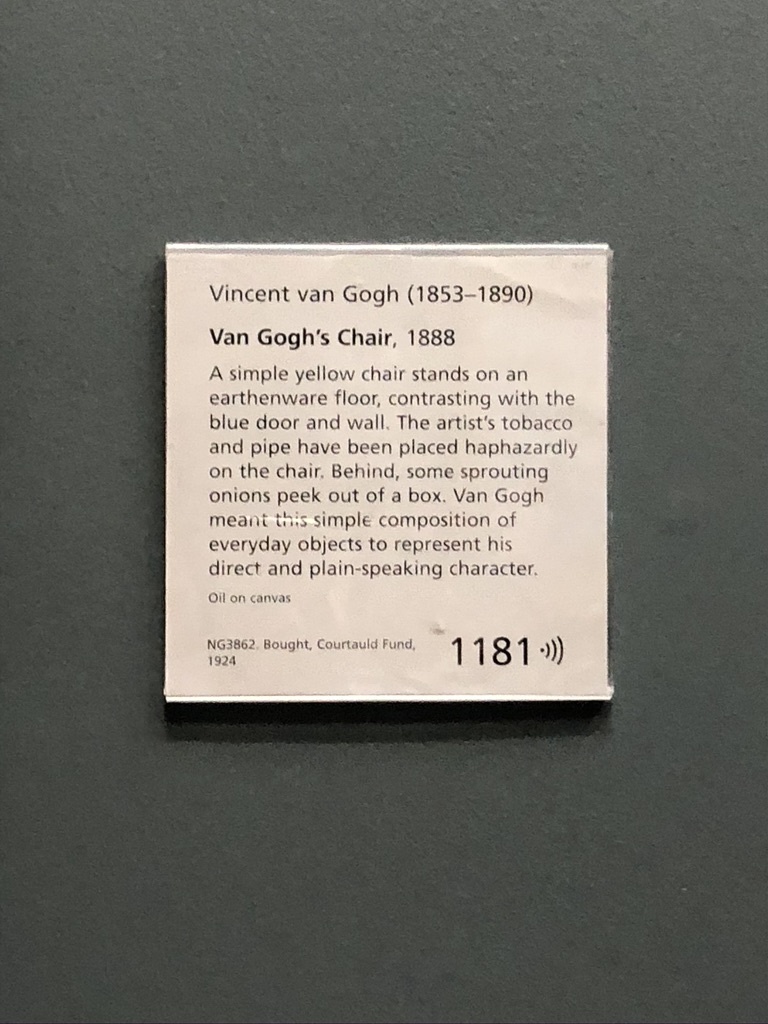 Vincent van Gogh (1853–1890)
Van Gogh's Chair, 1888
A simple yellow chair stands on an
earthenware floor, contrasting with the
blue door and wall. The artist's tobacco
and pipe have been placed haphazardly
on the chair. Behind, some sprouting
onions peek out of a box. Van Gogh
meant this simple composition of
everyday objects to represent his
direct and plain-speaking character.
Oil on canvas
NG3862. Bought, Courtauld Fund,
1924
1181